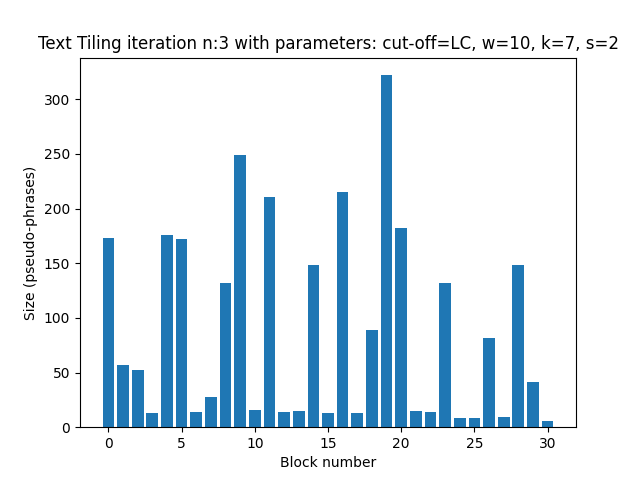 Text Tiling iteration n:3 with parameters: cut-off=LC, w=10, k=7, s=2
300
250
200
150
100
50
0
Size (pseudo-phrases)
0 5 10 15 20 25 30
Block number